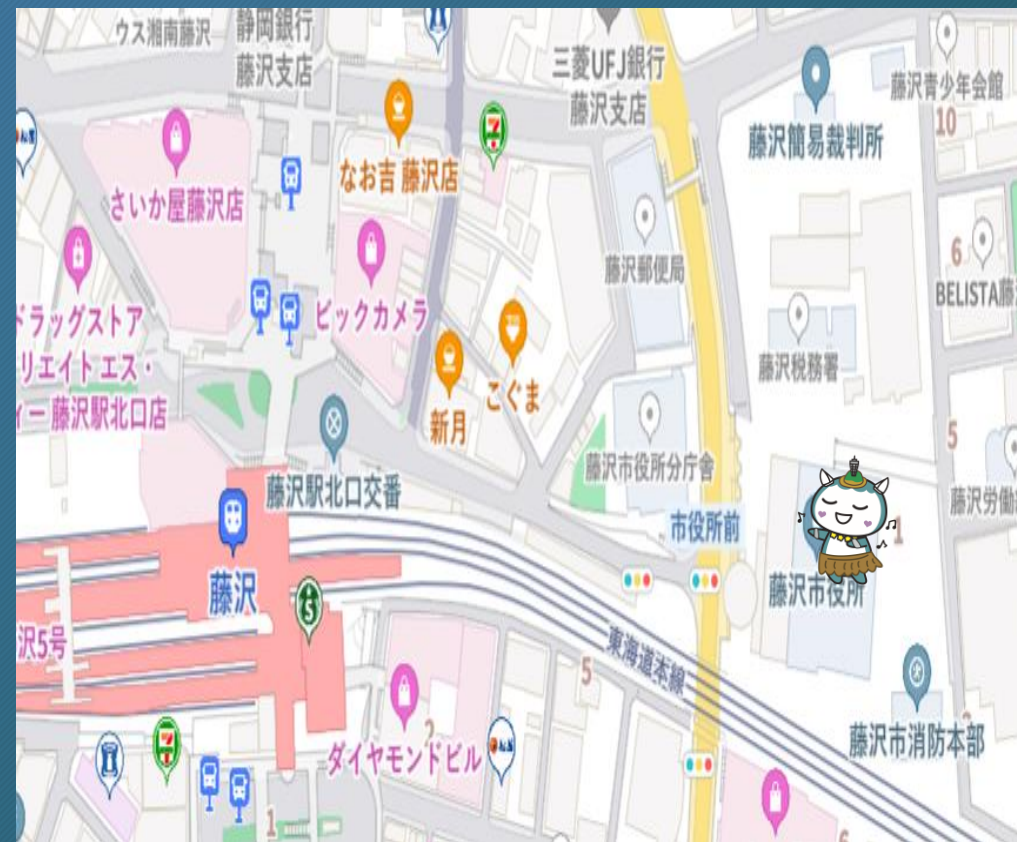 ウス湘南藤沢
静岡銀行
藤沢支店
三菱UFJ銀行
藤沢支店
藤沢青少年会館
10
藤沢簡易裁判所
なお吉 藤沢店
さいか屋藤沢店
6
藤沢郵便局
BELISTA藤
ビックカメラ
ドラッグストア
リエイト エス・
ィー 藤沢駅北口店
藤沢税務署
こぐま
新月
5
藤沢市役所分庁舎
藤沢駅北口交番
藤沢労働
市役所前
1
藤沢
藤沢市役所
5
沢5号
東海道本線
5
2
ダイヤモンドビル
藤沢市消防本部
1
6